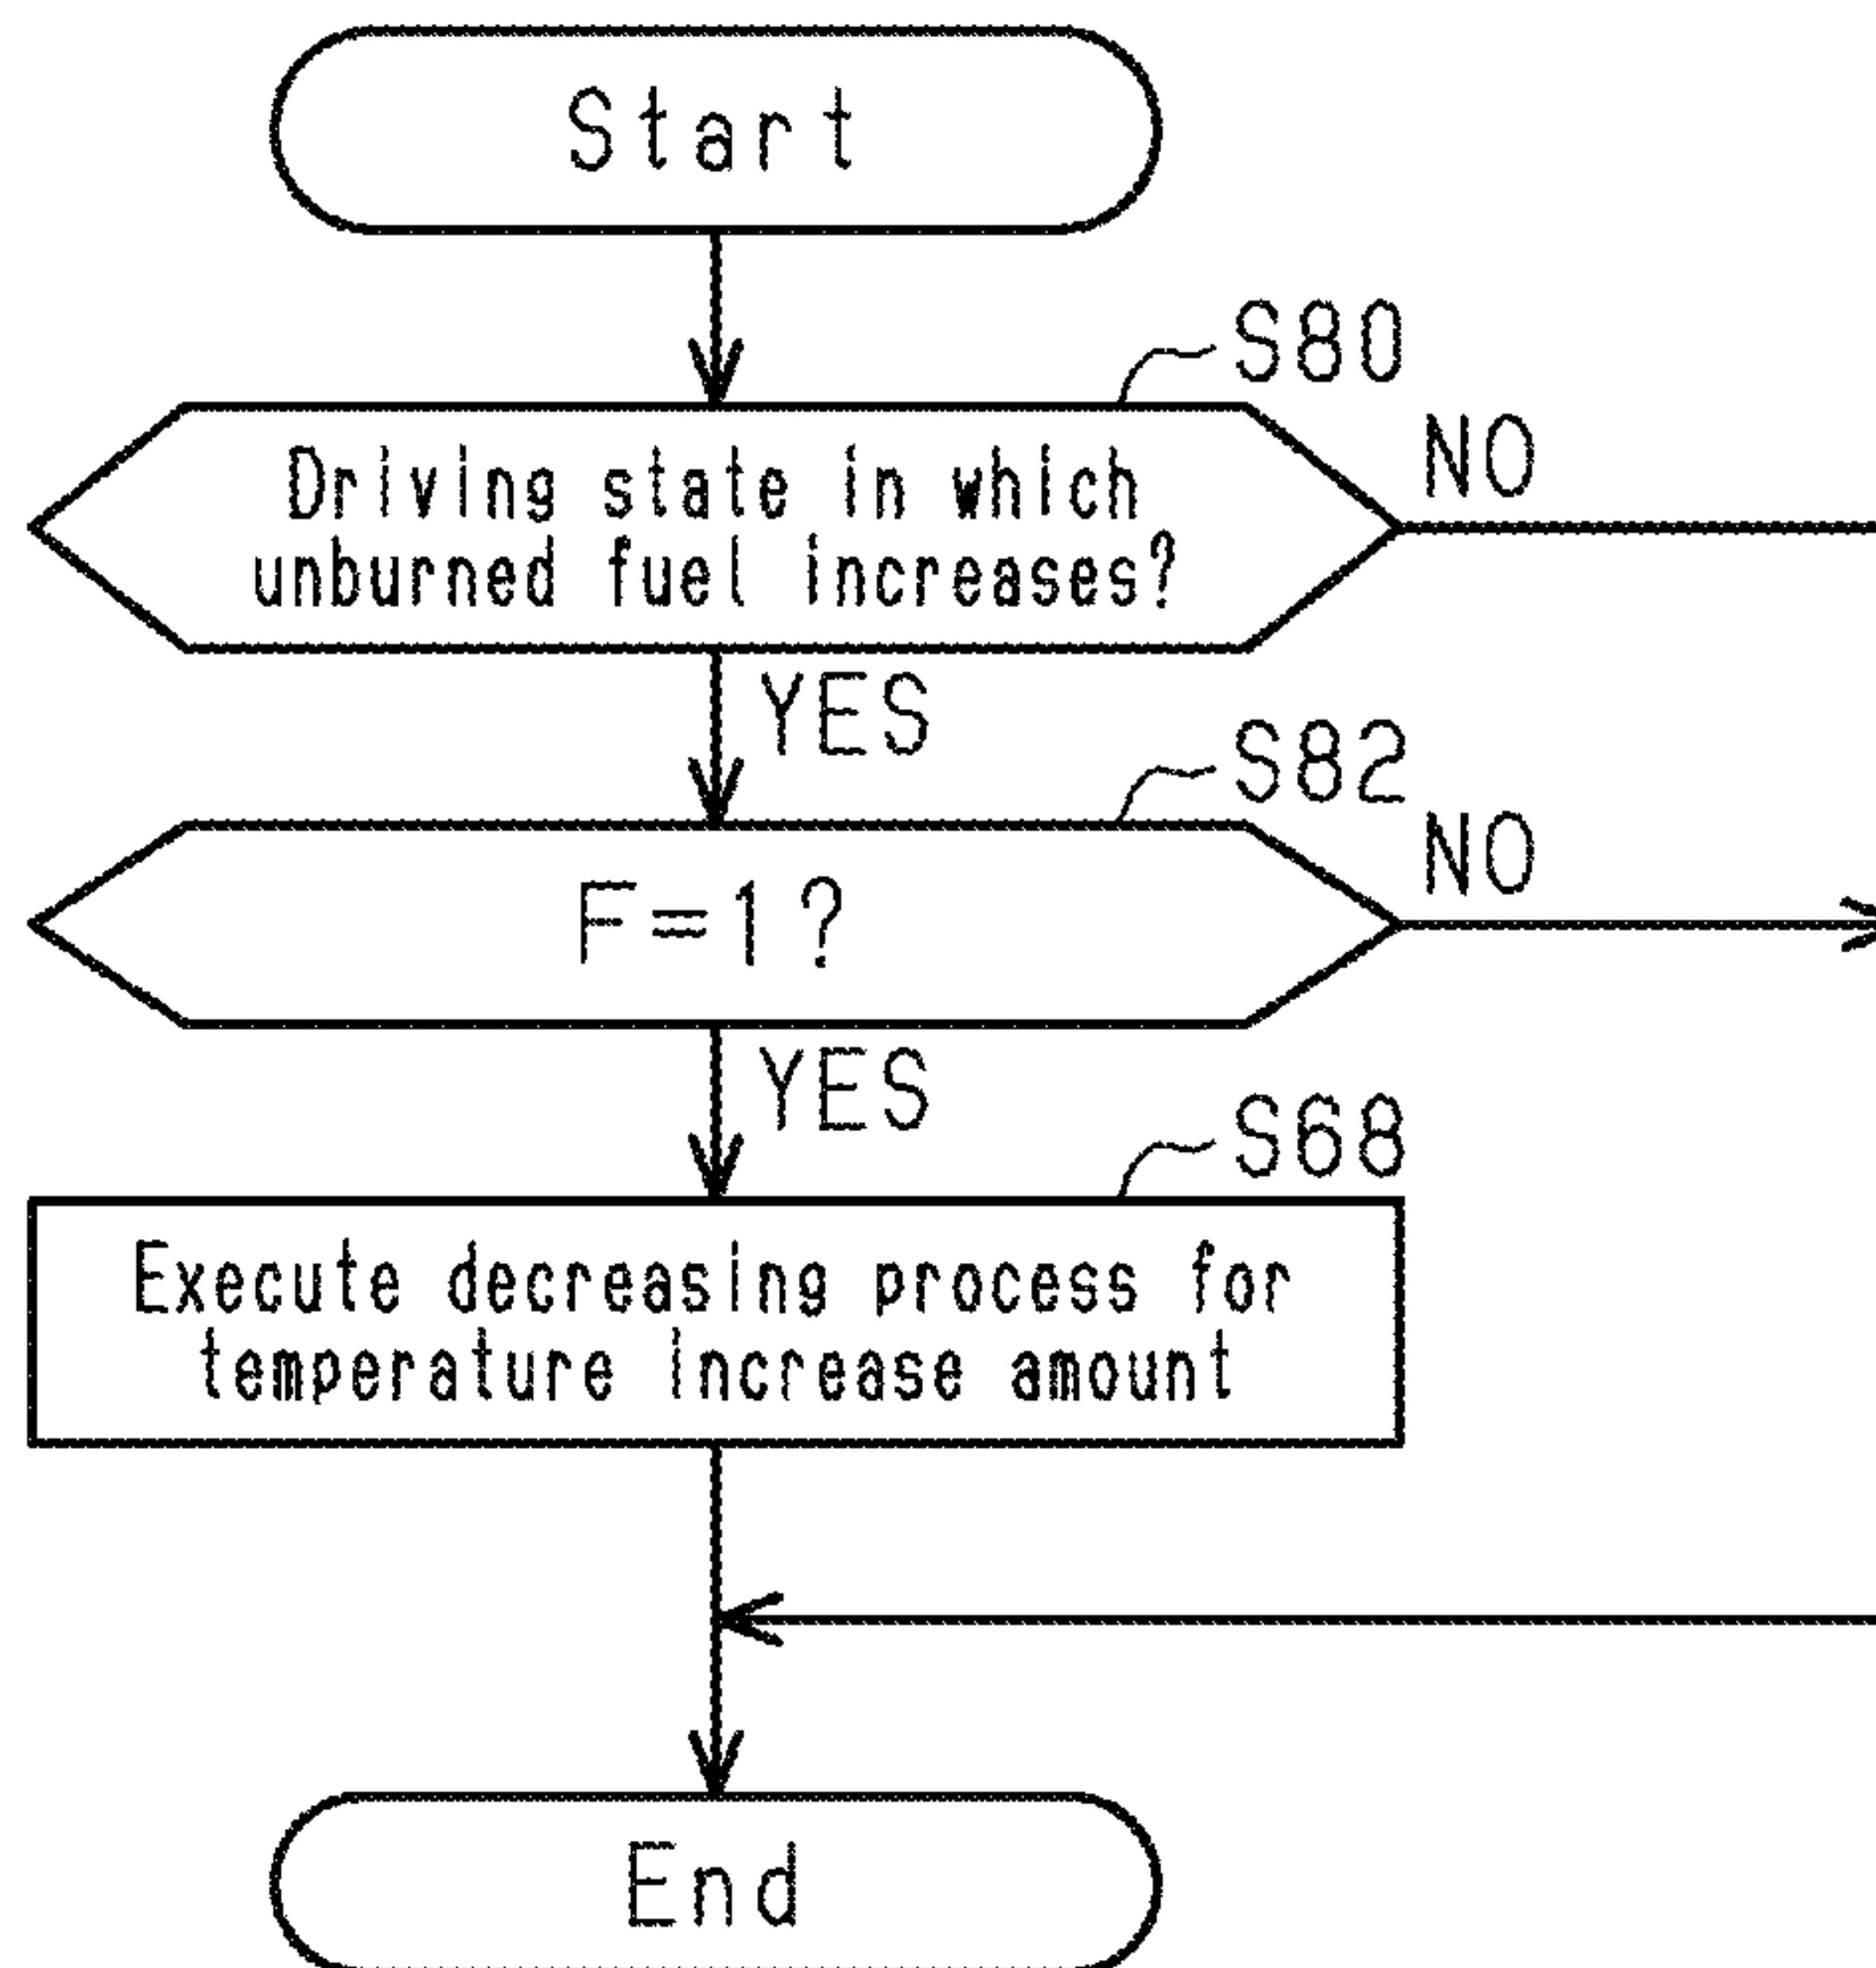 Start
S80
NO
Driving state in which
unburned fuel increases?
YES
S82
NO
F=1?
YES
S68
Execute decreasing process for
temperature increase amount
End